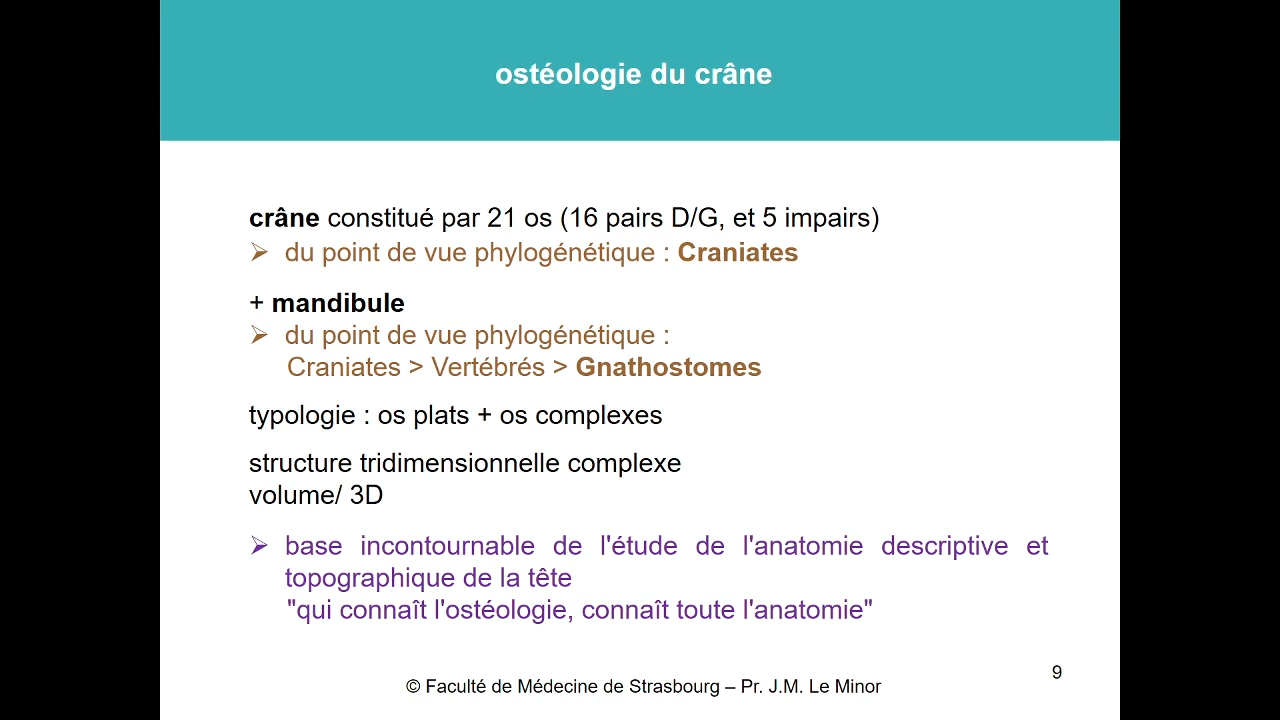 ostéologie du crâne
crâne constitué par 21 os (16 pairs D/G, et 5 impairs)
➢ du point de vue phylogénétique : Craniates
+ mandibule
➢ du point de vue phylogénétique :
Craniates > Vertébrés > Gnathostomes
typologie : os plats + os complexes
structure tridimensionnelle complexe
volume/ 3D
➢ base incontournable de l'étude de l'anatomie descriptive et
topographique de la tête
"qui connaît l'ostéologie, connaît toute l'anatomie"
9
© Faculté de Médecine de Strasbourg – Pr. J.M. Le Minor